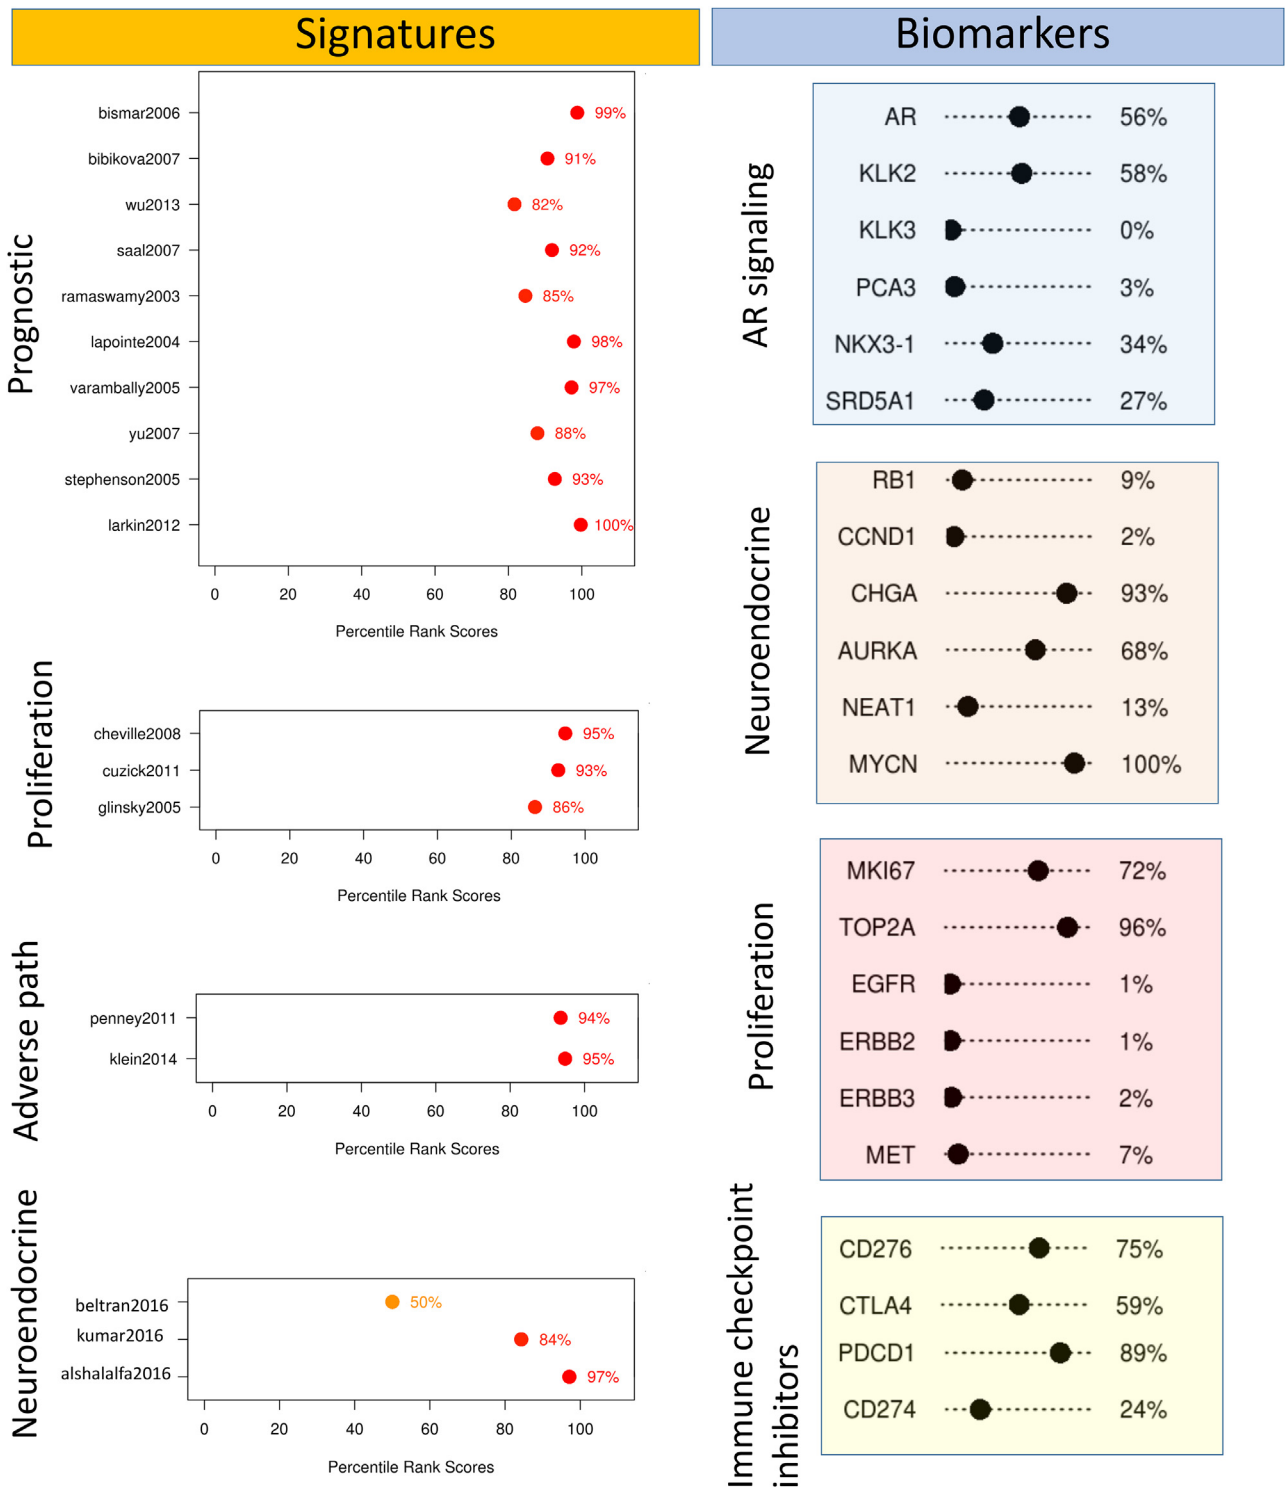 Signatures
Prognostic
bismar2006 99%
bibikova2007 91%
wu2013 82%
saal2007 92%
ramaswamy2003 85%
lapointe2004 98%
varambally2005 97%
yu2007 88%
stephenson2005 93%
larkin2012 100%
0 20 40 60 80 100
Percentile Rank Scores
Proliferation
cheville2008 95%
cuzick2011 93%
glinsky2005 86%
0 20 40 60 80 100
Percentile Rank Scores
Adverse path
penney2011 94%
klein2014 95%
0 20 40 60 80 100
Percentile Rank Scores
Neuroendocrine
beltran2016 50%
kumar2016 84%
alshalalfa2016 97%
0 20 40 60 80 100
Percentile Rank Scores
Biomarkers
AR signaling
AR 56%
KLK2 58%
KLK3 0%
PCA3 3%
NKX3-1 34%
SRD5A1 27%
Neuroendocrine
RB1 9%
CCND1 2%
CHGA 93%
AURKA 68%
NEAT1 13%
MYCN 100%
Proliferation
MKI67 72%
TOP2A 96%
EGFR 1%
ERBB2 1%
ERBB3 2%
MET 7%
Immune checkpoint
inhibitors
CD276 75%
CTLA4 59%
PDCD1 89%
CD274 24%